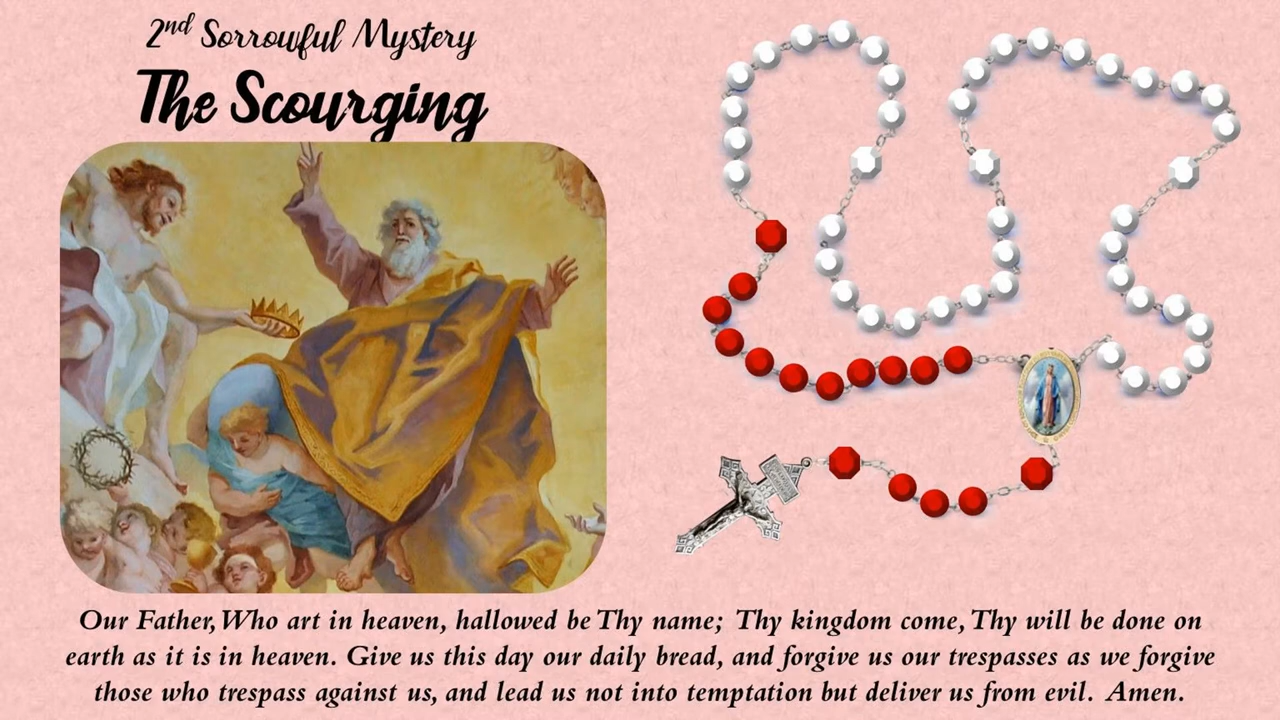 2nd Sorrowful Mystery
The Scourging
Our Father, Who art in heaven, hallowed be Thy name; Thy kingdom come, Thy will be done on
earth as it is in heaven. Give us this day our daily bread, and forgive us our trespasses as we forgive
those who trespass against us, and lead us not into temptation but deliver us from evil. Amen.